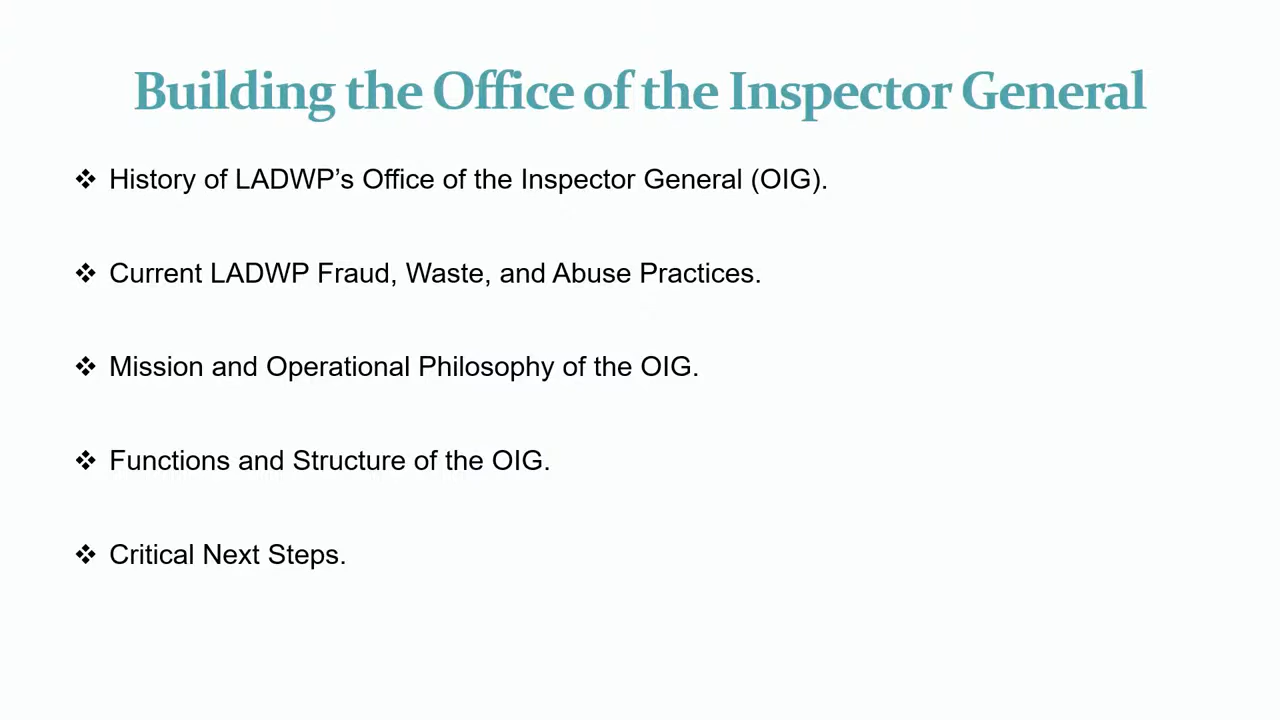 Building the Office of the Inspector General
❖ History of LADWP’s Office of the Inspector General (OIG).
❖ Current LADWP Fraud, Waste, and Abuse Practices.
❖ Mission and Operational Philosophy of the OIG.
❖ Functions and Structure of the OIG.
❖ Critical Next Steps.